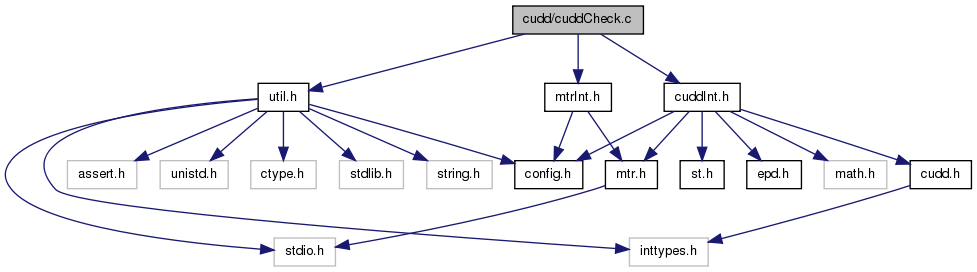 cudd/cuddCheck.c
util.h
mtrInt.h
cuddInt.h
assert.h
unistd.h
ctype.h
stdlib.h
string.h
config.h
mtr.h
st.h
epd.h
math.h
cudd.h
stdio.h
inttypes.h